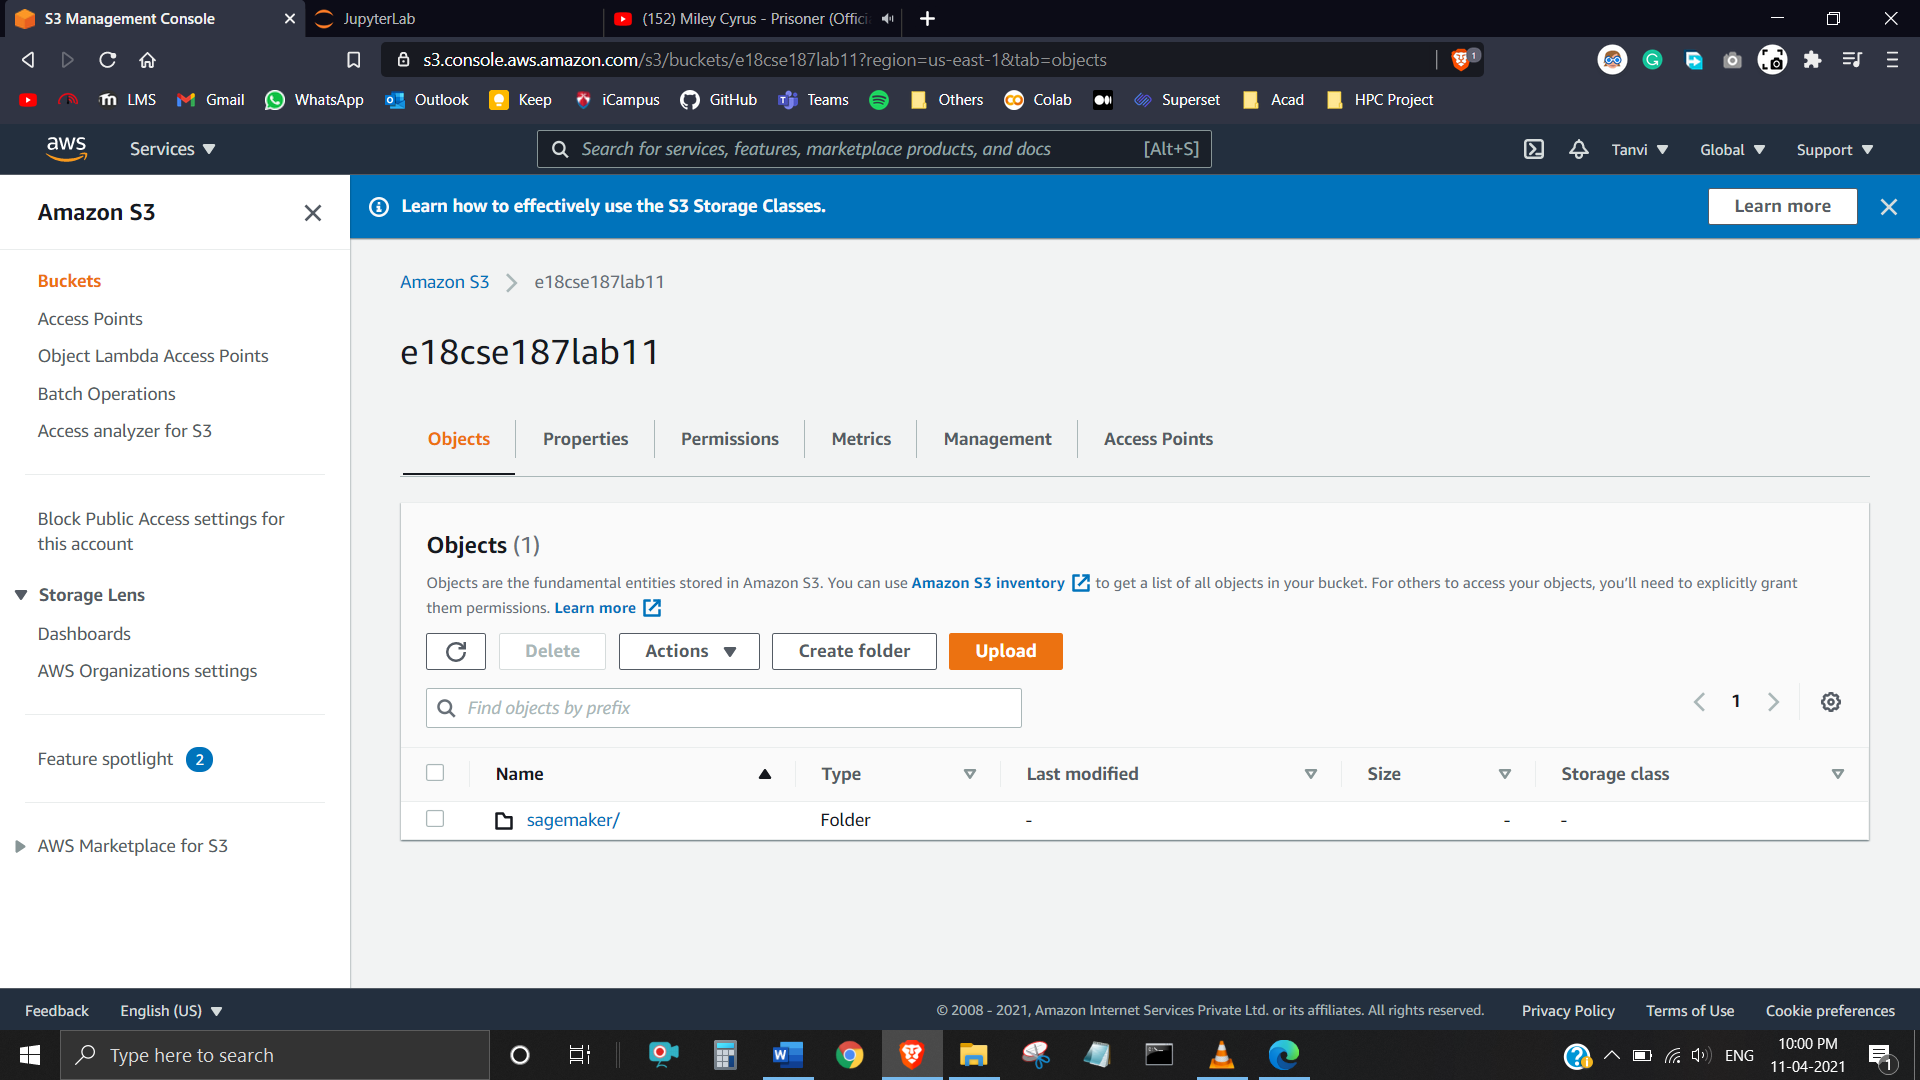 S3 Management Console
JupyterLab
(152) Miley Cyrus - Prisoner (Offici
s3.console.aws.amazon.com/s3/buckets/e18cse187lab11?region=us-east-1&tab=objects
1
LMS
Gmail
WhatsApp
Outlook
Keep
iCampus
GitHub
Teams
Others
Colab
Superset
Acad
HPC Project
aws
Services
Search for services, features, marketplace products, and docs
[Alt+S]
Tanvi
Global
Support
Amazon S3
Learn how to effectively use the S3 Storage Classes.
Learn more
Buckets
Access Points
Object Lambda Access Points
Batch Operations
Access analyzer for S3
Block Public Access settings for
this account
Storage Lens
Dashboards
AWS Organizations settings
Feature spotlight 2
AWS Marketplace for S3
Amazon S3
e18cse187lab11
e18cse187lab11
Objects
Properties
Permissions
Metrics
Management
Access Points
Objects (1)
Objects are the fundamental entities stored in Amazon S3. You can use Amazon S3 inventory to get a list of all objects in your bucket. For others to access your objects, you'll need to explicitly grant
them permissions. Learn more
Delete
Actions
Create folder
Upload
Find objects by prefix
1
Name
Type
Last modified
Size
Storage class
sagemaker/
Folder
-
-
-
Feedback
English (US)
© 2008 - 2021, Amazon Internet Services Private Ltd. or its affiliates. All rights reserved.
Privacy Policy
Terms of Use
Cookie preferences
Type here to search
ENG
10:00 PM
11-04-2021
1